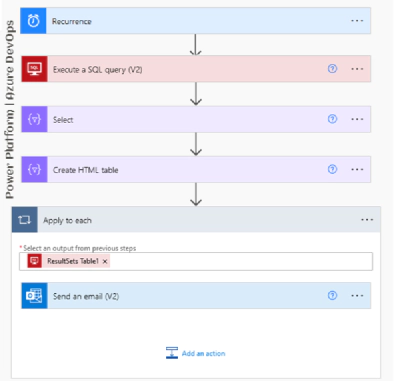 Power Platform | Azure DevOps
Recurrence
Execute a SQL query (V2)
Select
Create HTML table
Apply to each
*Select an output from previous steps
ResultSets Table1 ×
Send an email (V2)
Add an action